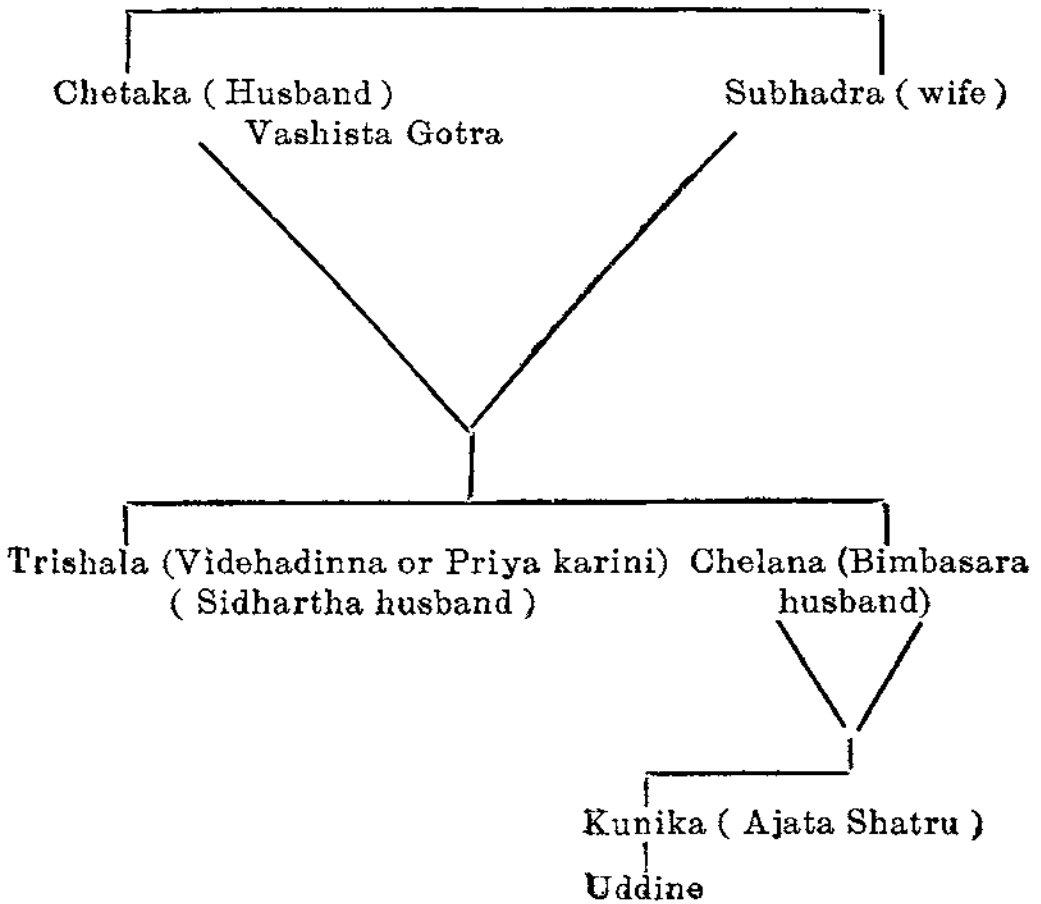 Chetaka ( Husband ) Subhadra ( wife )
Vashista Gotra
Trishala (Videhadinna or Priya karini) Chelana (Bimbasara
( Sidhartha husband ) husband)
Kunika ( Ajata Shatru )
Uddine